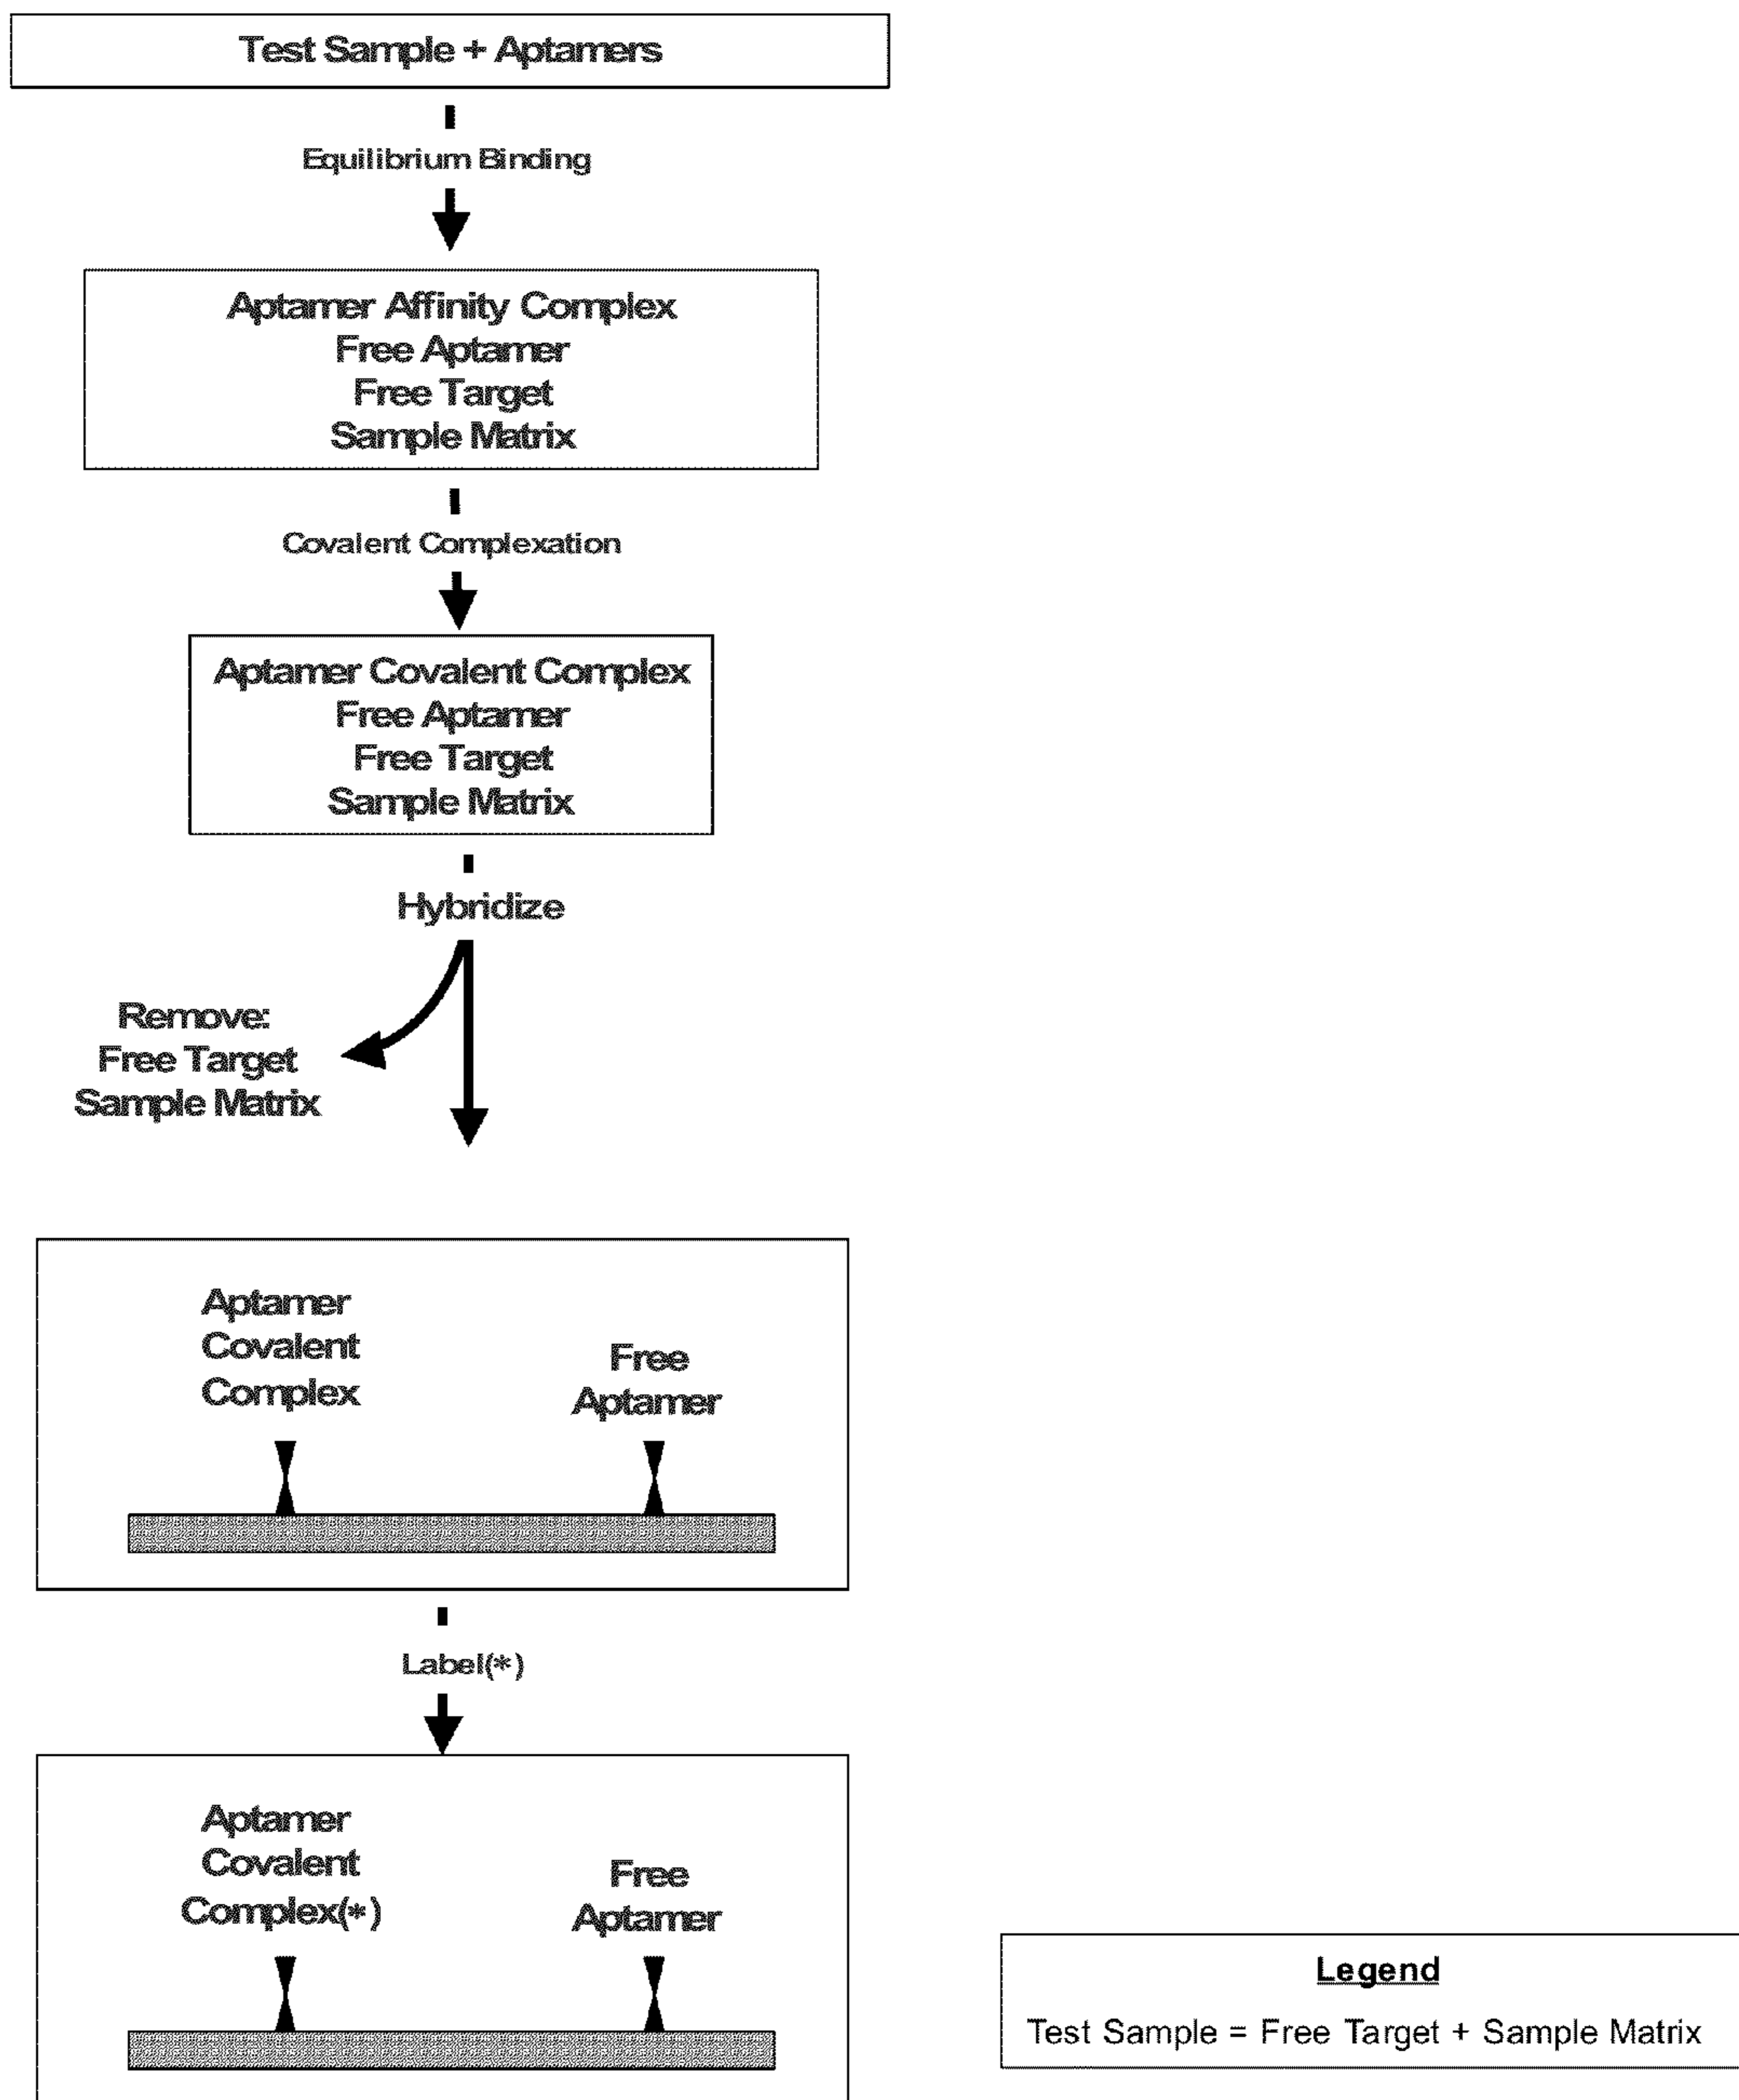 Test Sample + Aptamers
Equilibrium Binding
Aptamer Affinity Complex
Free Aptamer
Free Target
Sample Matrix
Covalent Complexation
Aptamer Covalent Complex
Free Aptamer
Free Target
Sample Matrix
Hybridize
Remove:
Free Target
Sample Matrix
Aptamer
Covalent
Complex
Free
Aptamer
Label(*)
Aptamer
Covalent
Complex(*)
Free
Aptamer
Legend
Test Sample = Free Target + Sample Matrix